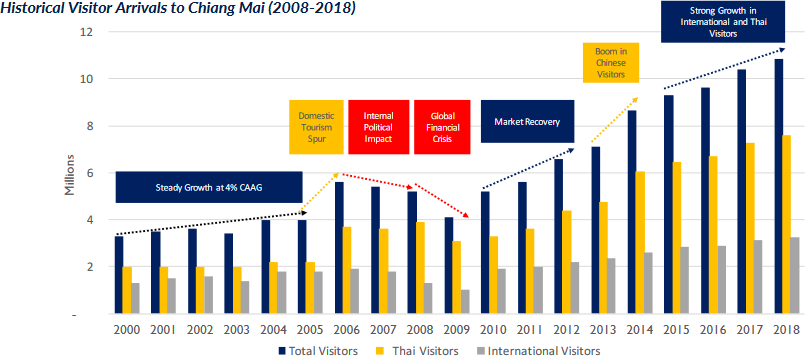 Historical Visitor Arrivals to Chiang Mai (2008-2018)
Strong Growth in
International and Thai
Visitors
Boom in
Chinese
Visitors
Domestic
Tourism
Spur
Internal
Political
Impact
Global
Financial
Crisis
Market Recovery
Steady Growth at 4% CAAG
Millions
12
10
8
6
4
2
-
2000 2001 2002 2003 2004 2005 2006 2007 2008 2009 2010 2011 2012 2013 2014 2015 2016 2017 2018
Total Visitors Thai Visitors International Visitors